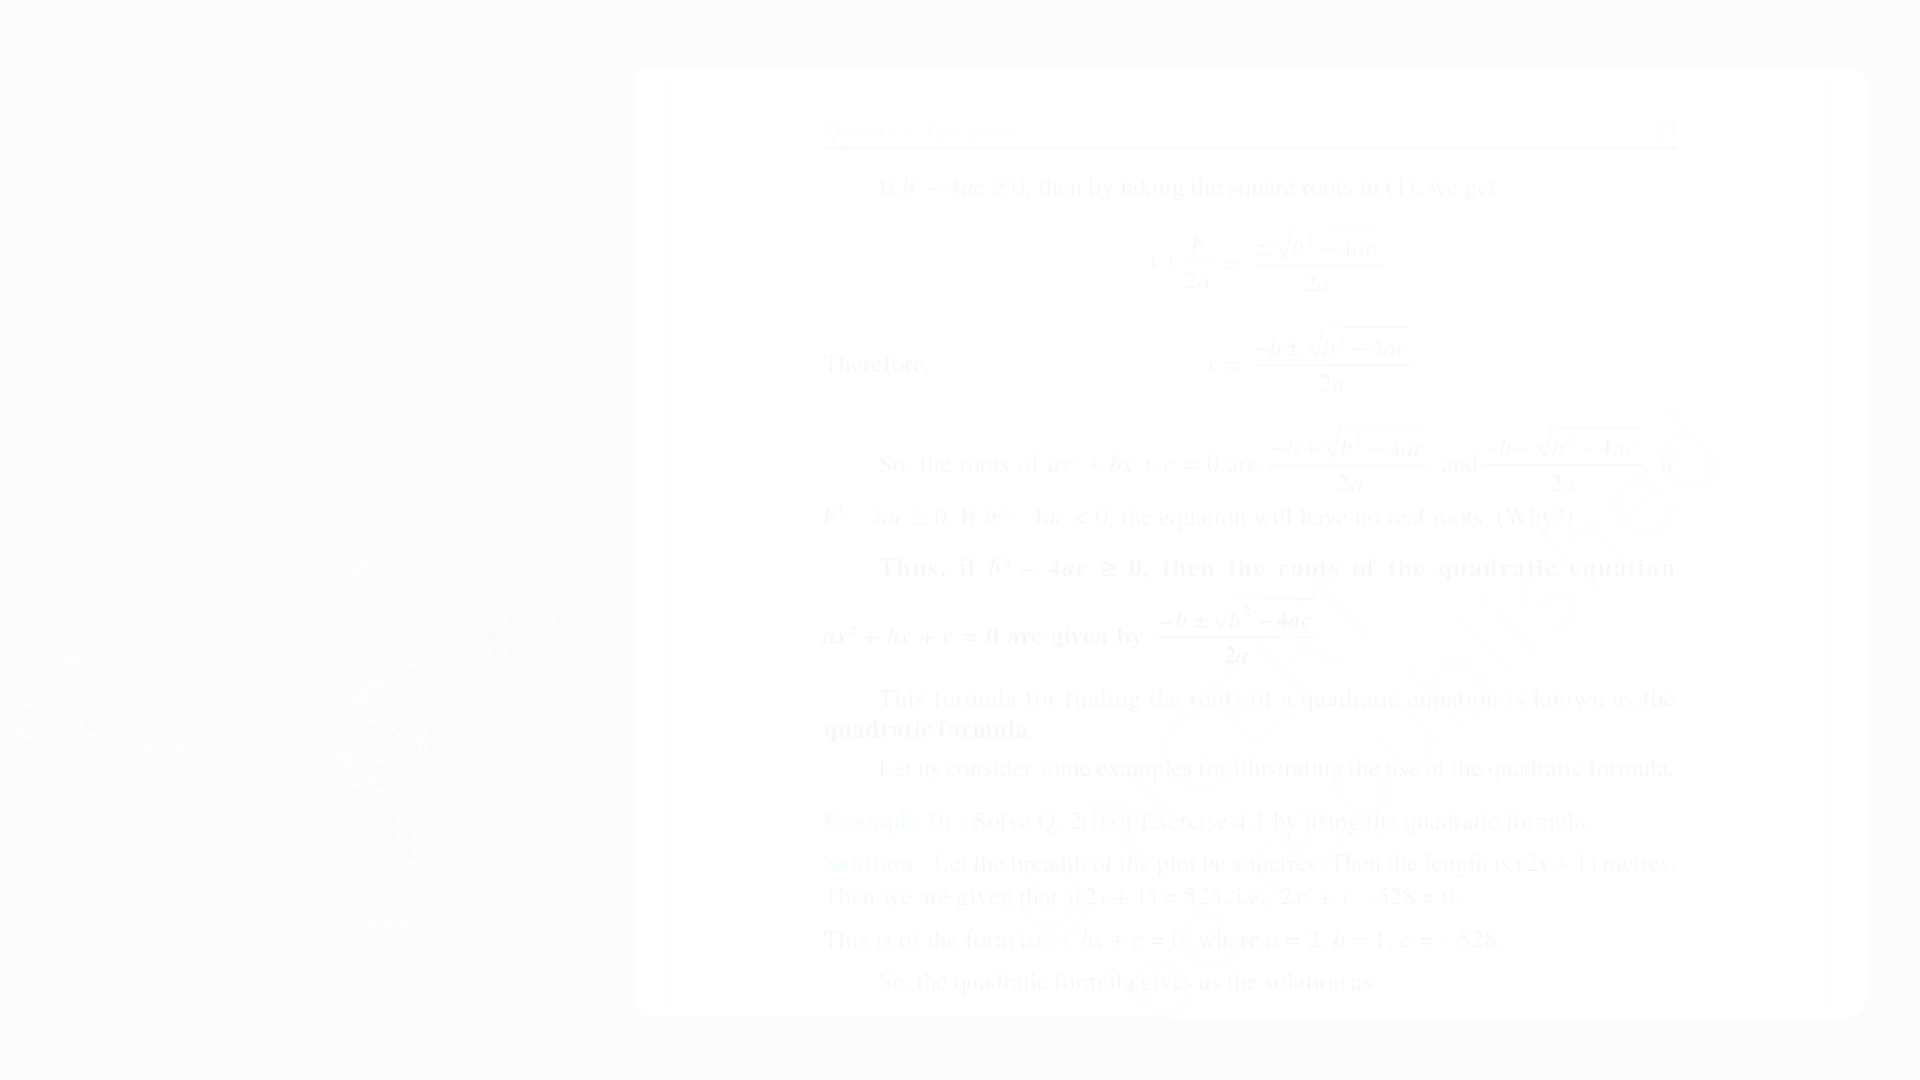 If b² – 4ac ≥ 0, then by taking the square roots in (1), we get
x + b/2a = ± √(b² – 4ac)/2a
Therefore, x = –b ± √(b² – 4ac)/2a
So, the roots of ax² + bx + c = 0 are –b + √(b² – 4ac)/2a and –b – √(b² – 4ac)/2a, if
b² – 4ac ≥ 0. If b² – 4ac < 0, the equation will have no real roots. (Why?)
Thus, if b² – 4ac ≥ 0, then the roots of the quadratic equation
ax² + bx + c = 0 are given by –b ± √(b² – 4ac)/2a
This formula for finding the roots of a quadratic equation is known as the
quadratic formula.
Let us consider some examples for illustrating the use of the quadratic formula.
Example 10 : Solve Q. 2(i) of Exercise 4.1 by using the quadratic formula.
Solution : Let the breadth of the plot be x metres. Then the length is (2x + 1) metres.
Then we are given that x(2x + 1) = 528, i.e., 2x² + x – 528 = 0.
This is of the form ax² + bx + c = 0, where a = 2, b = 1, c = – 528.
So, the quadratic formula gives us the solution as